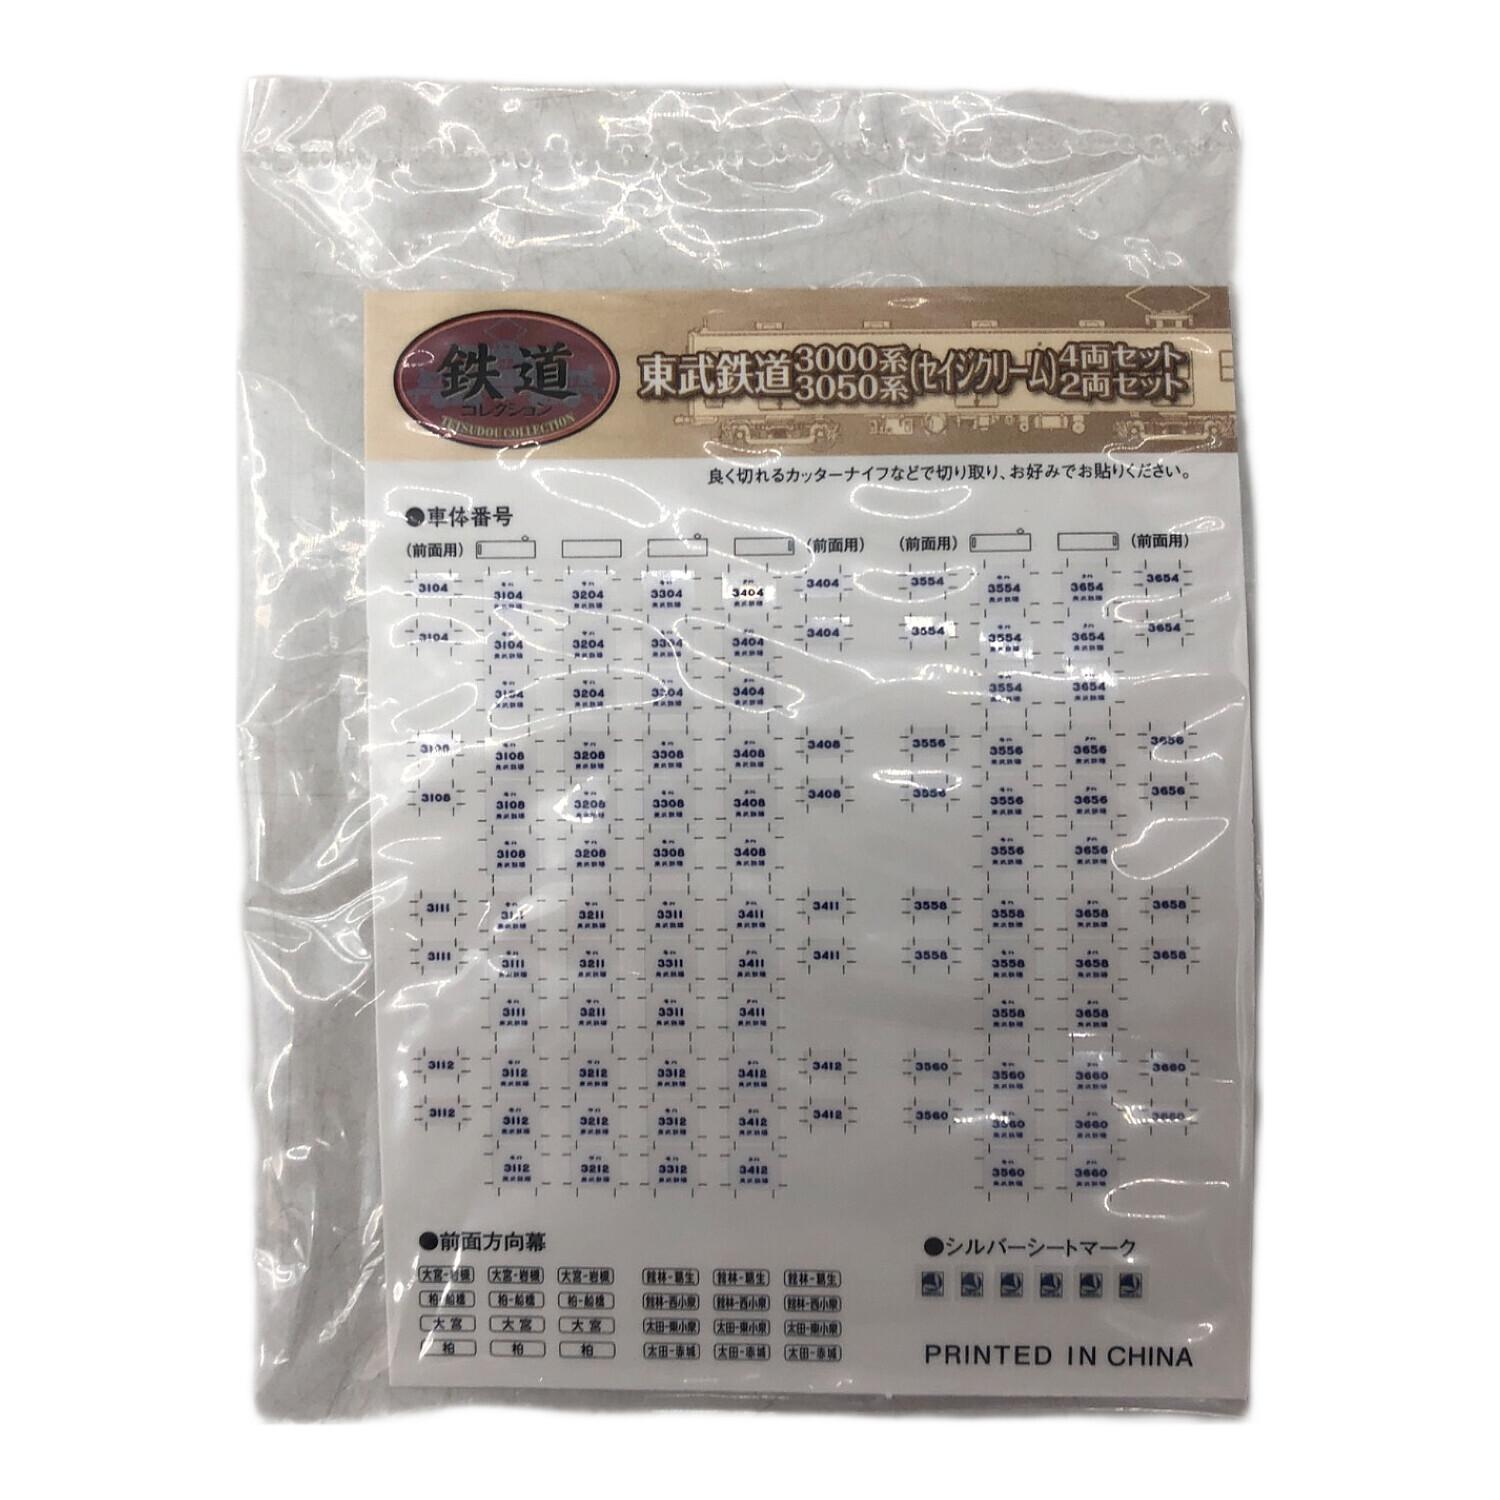 鉄道
コレクション
TETSUDOU COLLECTION
東武鉄道 3000系 3050系 (セイジクリーム) 4両セット 2両セット
良く切れるカッターナイフなどで切り取り、お好みでお貼りください。
●車体番号
(前面用) (前面用) (前面用) (前面用)
3104 3104 3204 3304 3404 3404 3554 3554 3654 3654
3104 3104 3204 3304 3404 3404 3554 3554 3654 3654
3104 3204 3304 3404 3554 3654
3108 3108 3208 3308 3408 3408 3556 3556 3656 3656
3108 3108 3208 3308 3408 3408 3556 3556 3656 3656
3108 3208 3308 3408 3556 3656
3111 3111 3211 3311 3411 3411 3558 3558 3658 3658
3111 3111 3211 3311 3411 3411 3558 3558 3658 3658
3111 3211 3311 3411 3558 3658
3112 3112 3212 3312 3412 3412 3560 3560 3660 3660
3112 3112 3212 3312 3412 3412 3560 3560 3660 3660
3112 3212 3312 3412 3560 3660
●前面方向幕
大宮-岩槻 大宮-岩槻 大宮-岩槻 館林-葛生 館林-葛生 館林-葛生
柏-船橋 柏-船橋 柏-船橋 館林-西小泉 館林-西小泉 館林-西小泉
大宮 大宮 大宮 太田-東小泉 太田-東小泉 太田-東小泉
柏 柏 柏 太田-赤城 太田-赤城 太田-赤城
●シルバーシートマーク
PRINTED IN CHINA